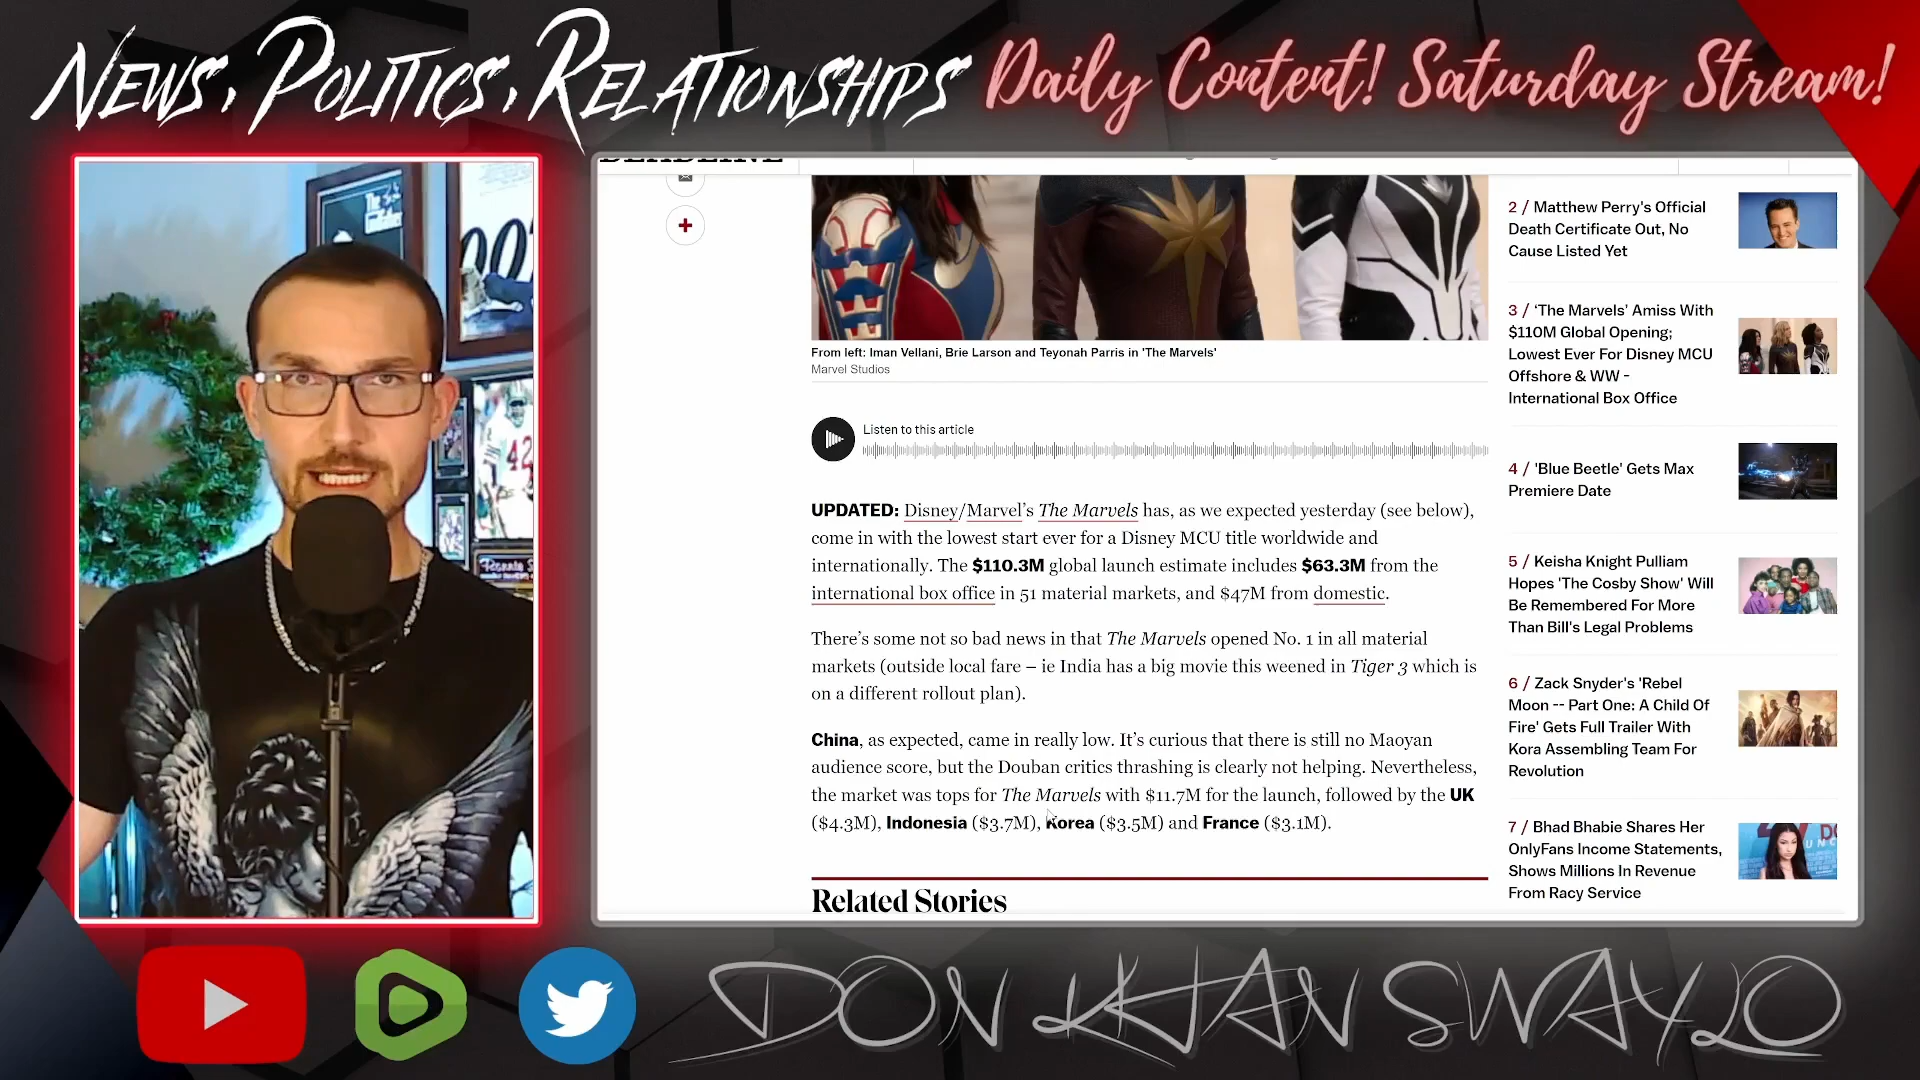 News, Politics, Relationships
Daily Content! Saturday Stream!
DEADLINE
From left: Iman Vellani, Brie Larson and Teyonah Parris in 'The Marvels'
Marvel Studios
Listen to this article
UPDATED: Disney/Marvel's The Marvels has, as we expected yesterday (see below),
come in with the lowest start ever for a Disney MCU title worldwide and
internationally. The $110.3M global launch estimate includes $63.3M from the
international box office in 51 material markets, and $47M from domestic.
There's some not so bad news in that The Marvels opened No. 1 in all material
markets (outside local fare – ie India has a big movie this weened in Tiger 3 which is
on a different rollout plan).
China, as expected, came in really low. It's curious that there is still no Maoyan
audience score, but the Douban critics thrashing is clearly not helping. Nevertheless,
the market was tops for The Marvels with $11.7M for the launch, followed by the UK
($4.3M), Indonesia ($3.7M), Korea ($3.5M) and France ($3.1M).
Related Stories
2 / Matthew Perry's Official
Death Certificate Out, No
Cause Listed Yet
3 / ‘The Marvels’ Amiss With
$110M Global Opening;
Lowest Ever For Disney MCU
Offshore & WW -
International Box Office
4 / 'Blue Beetle' Gets Max
Premiere Date
5 / Keisha Knight Pulliam
Hopes 'The Cosby Show' Will
Be Remembered For More
Than Bill's Legal Problems
6 / Zack Snyder's 'Rebel
Moon -- Part One: A Child Of
Fire' Gets Full Trailer With
Kora Assembling Team For
Revolution
7 / Bhad Bhabie Shares Her
OnlyFans Income Statements,
Shows Millions In Revenue
From Racy Service
The
Godfather
007
42
DON KHAN SWAYLO